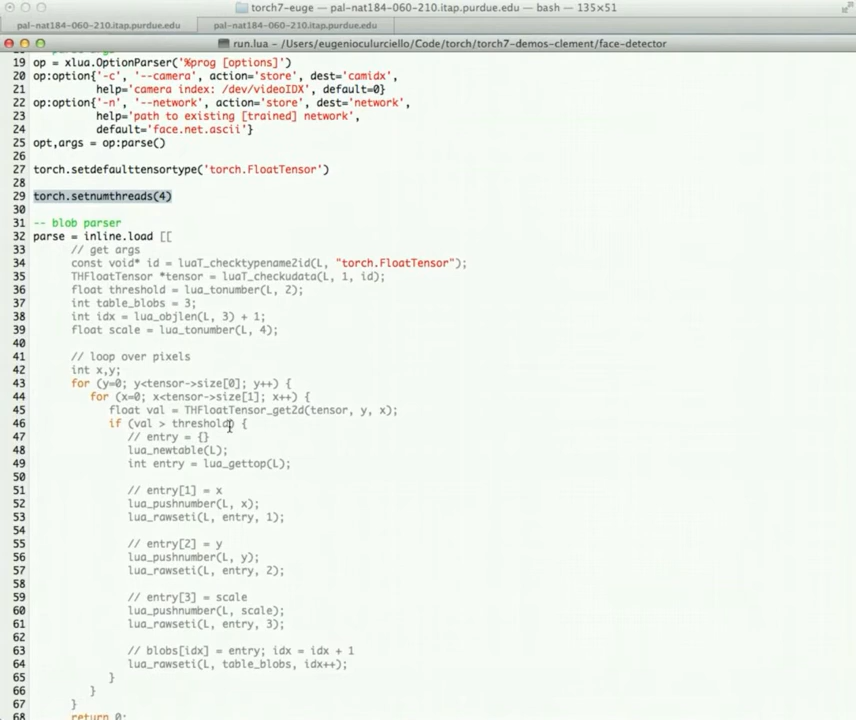 torch7-euge — pal-nat184-060-210.itap.purdue.edu — bash — 135×51
pal-nat184-060-210.itap.purdue.edu pal-nat184-060-210.itap.purdue.edu
run.lua - /Users/eugenioculurciello/Code/torch/torch7-demos-clement/face-detector
19 op = xlua.OptionParser('%prog [options]')
20 op:option{'-c', '--camera', action='store', dest='camidx',
21 help='camera index: /dev/videoIDX', default=0}
22 op:option{'-n', '--network', action='store', dest='network',
23 help='path to existing [trained] network',
24 default='face.net.ascii'}
25 opt,args = op:parse()
26
27 torch.setdefaulttensortype('torch.FloatTensor')
28
29 torch.setnumthreads(4)
30
31 -- blob parser
32 parse = inline.load [[
33 // get args
34 const void* id = luaT_checktypename2id(L, "torch.FloatTensor");
35 THFloatTensor *tensor = luaT_checkudata(L, 1, id);
36 float threshold = lua_tonumber(L, 2);
37 int table_blobs = 3;
38 int idx = lua_objlen(L, 3) + 1;
39 float scale = lua_tonumber(L, 4);
40
41 // loop over pixels
42 int x,y;
43 for (y=0; y<tensor->size[0]; y++) {
44 for (x=0; x<tensor->size[1]; x++) {
45 float val = THFloatTensor_get2d(tensor, y, x);
46 if (val > threshold) {
47 // entry = {}
48 lua_newtable(L);
49 int entry = lua_gettop(L);
50
51 // entry[1] = x
52 lua_pushnumber(L, x);
53 lua_rawseti(L, entry, 1);
54
55 // entry[2] = y
56 lua_pushnumber(L, y);
57 lua_rawseti(L, entry, 2);
58
59 // entry[3] = scale
60 lua_pushnumber(L, scale);
61 lua_rawseti(L, entry, 3);
62
63 // blobs[idx] = entry; idx = idx + 1
64 lua_rawseti(L, table_blobs, idx++);
65 }
66 }
67 }
68 return 0;